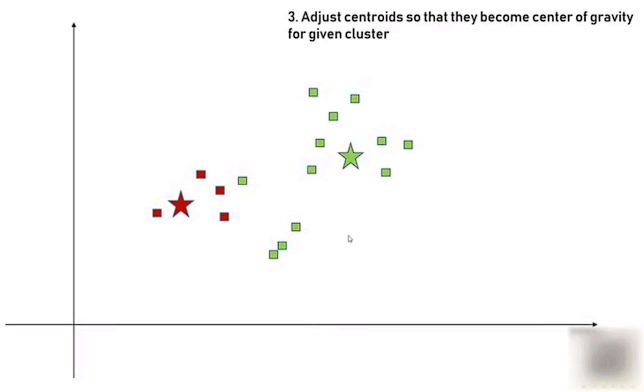 3. Adjust centroids so that they become center of gravity
for given cluster